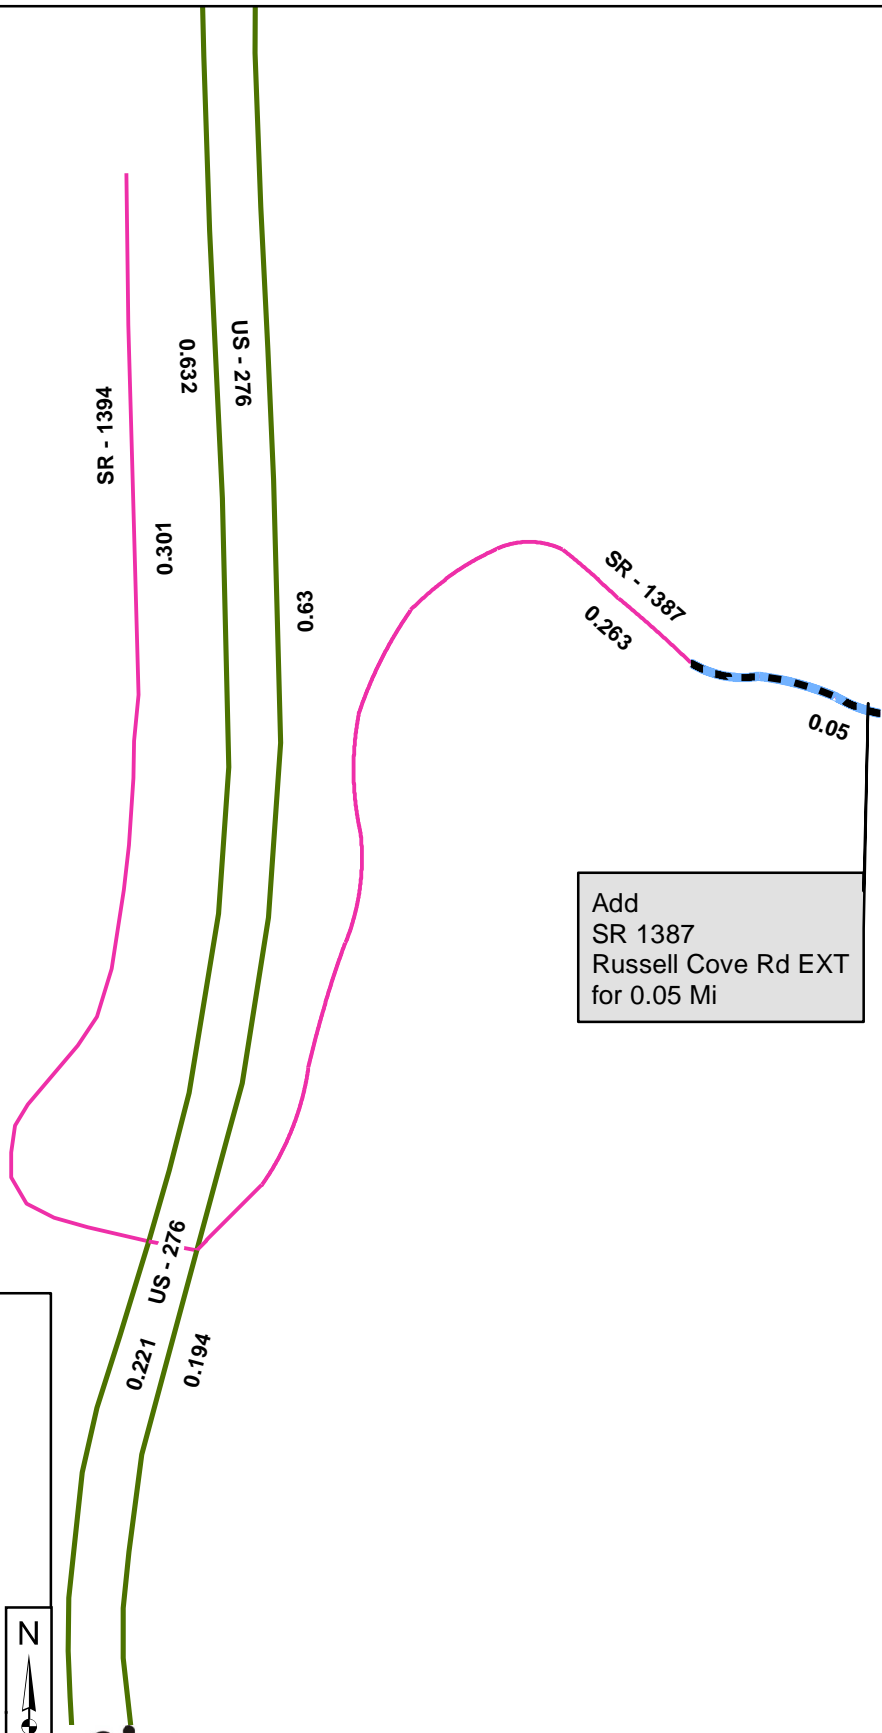 US - 276
0.632
SR - 1394
0.301
0.63
SR - 1387
0.263
0.05
Add
SR 1387
Russell Cove Rd EXT
for 0.05 Mi
US - 276
0.221
0.194
N